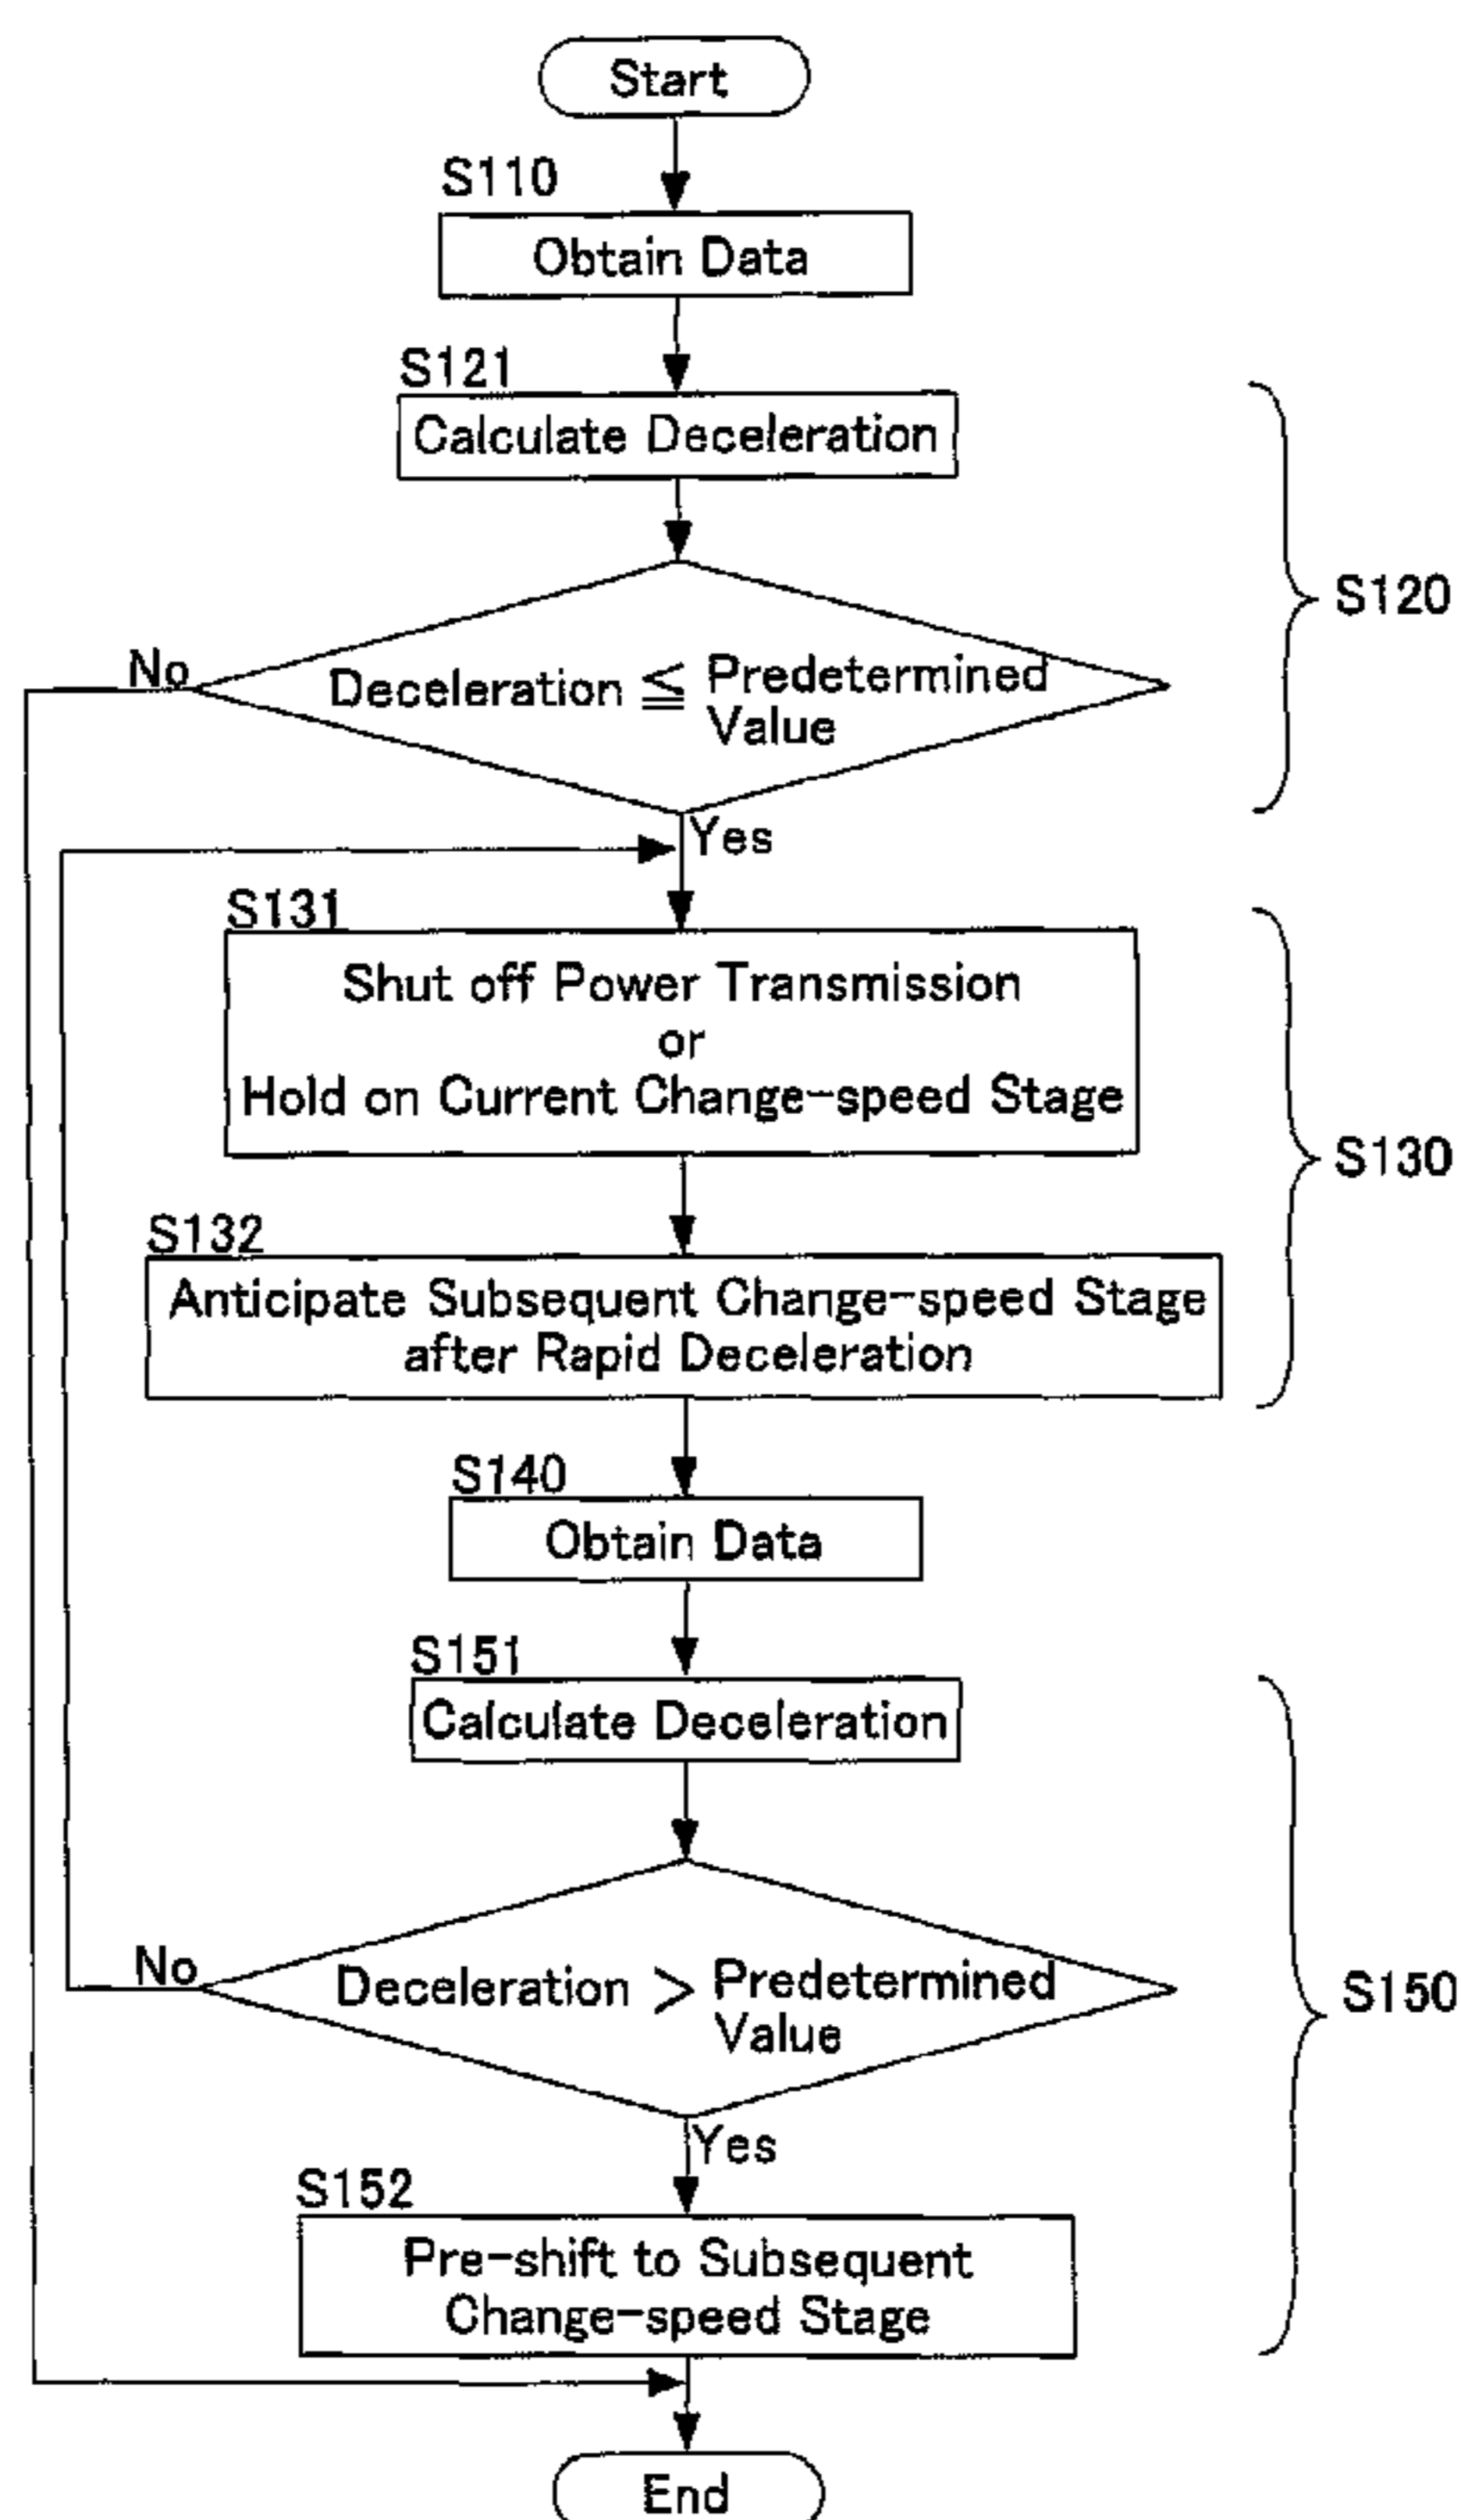 Start
S110
Obtain Data
S121
Calculate Deceleration
S120
No
Deceleration ≦ Predetermined
Value
Yes
S131
Shut off Power Transmission
or
Hold on Current Change-speed Stage
S130
S132
Anticipate Subsequent Change-speed Stage
after Rapid Deceleration
S140
Obtain Data
S151
Calculate Deceleration
No
Deceleration > Predetermined
Value
S150
Yes
S152
Pre-shift to Subsequent
Change-speed Stage
End